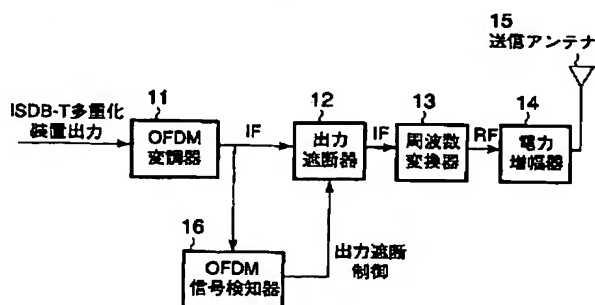 15
送信アンテナ
ISDB-T多重化
装置出力
11
OFDM
変調器
IF
12
出力
遮断器
IF
13
周波数
変換器
RF
14
電力
増幅器
16
OFDM
信号検知器
出力遮断
制御